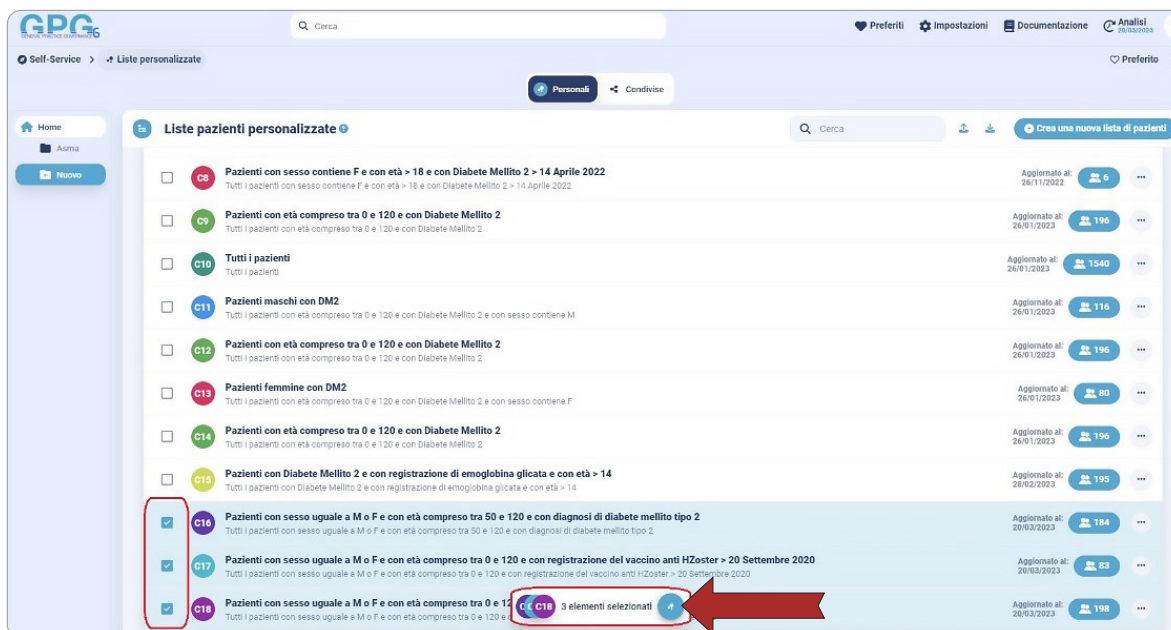 GPG6
GENERAL PRACTICE GOVERNANCE
Cerca
Preferiti
Impostazioni
Documentazione
Analisi
20/03/2023
Self-Service > Liste personalizzate
Preferito
Personali
Condivise
Home
Asma
Nuovo
Liste pazienti personalizzate
Cerca
Crea una nuova lista di pazienti
C8
Pazienti con sesso contiene F e con età > 18 e con Diabete Mellito 2 > 14 Aprile 2022
Tutti i pazienti con sesso contiene F e con età > 18 e con Diabete Mellito 2 > 14 Aprile 2022
Aggiornato al:
26/11/2022
6
C9
Pazienti con età compreso tra 0 e 120 e con Diabete Mellito 2
Tutti i pazienti con età compreso tra 0 e 120 e con Diabete Mellito 2
Aggiornato al:
26/01/2023
196
C10
Tutti i pazienti
Tutti i pazienti
Aggiornato al:
26/01/2023
1540
C11
Pazienti maschi con DM2
Tutti i pazienti con età compreso tra 0 e 120 e con Diabete Mellito 2 e con sesso contiene M
Aggiornato al:
26/01/2023
116
C12
Pazienti con età compreso tra 0 e 120 e con Diabete Mellito 2
Tutti i pazienti con età compreso tra 0 e 120 e con Diabete Mellito 2
Aggiornato al:
26/01/2023
196
C13
Pazienti femmine con DM2
Tutti i pazienti con età compreso tra 0 e 120 e con Diabete Mellito 2 e con sesso contiene F
Aggiornato al:
26/01/2023
80
C14
Pazienti con età compreso tra 0 e 120 e con Diabete Mellito 2
Tutti i pazienti con età compreso tra 0 e 120 e con Diabete Mellito 2
Aggiornato al:
26/01/2023
196
C15
Pazienti con Diabete Mellito 2 e con registrazione di emoglobina glicata e con età > 14
Tutti i pazienti con Diabete Mellito 2 e con registrazione di emoglobina glicata e con età > 14
Aggiornato al:
28/02/2023
195
C16
Pazienti con sesso uguale a M o F e con età compreso tra 50 e 120 e con diagnosi di diabete mellito tipo 2
Tutti i pazienti con sesso uguale a M o F e con età compreso tra 50 e 120 e con diagnosi di diabete mellito tipo 2
Aggiornato al:
20/03/2023
184
C17
Pazienti con sesso uguale a M o F e con età compreso tra 0 e 120 e con registrazione del vaccino anti HZoster > 20 Settembre 2020
Tutti i pazienti con sesso uguale a M o F e con età compreso tra 0 e 120 e con registrazione del vaccino anti HZoster > 20 Settembre 2020
Aggiornato al:
20/03/2023
83
C18
Pazienti con sesso uguale a M o F e con età compreso tra 0 e 12
Tutti i pazienti con sesso uguale a M o F e con età compreso tra 0 e 120 e
C18 3 elementi selezionati
Aggiornato al:
20/03/2023
198